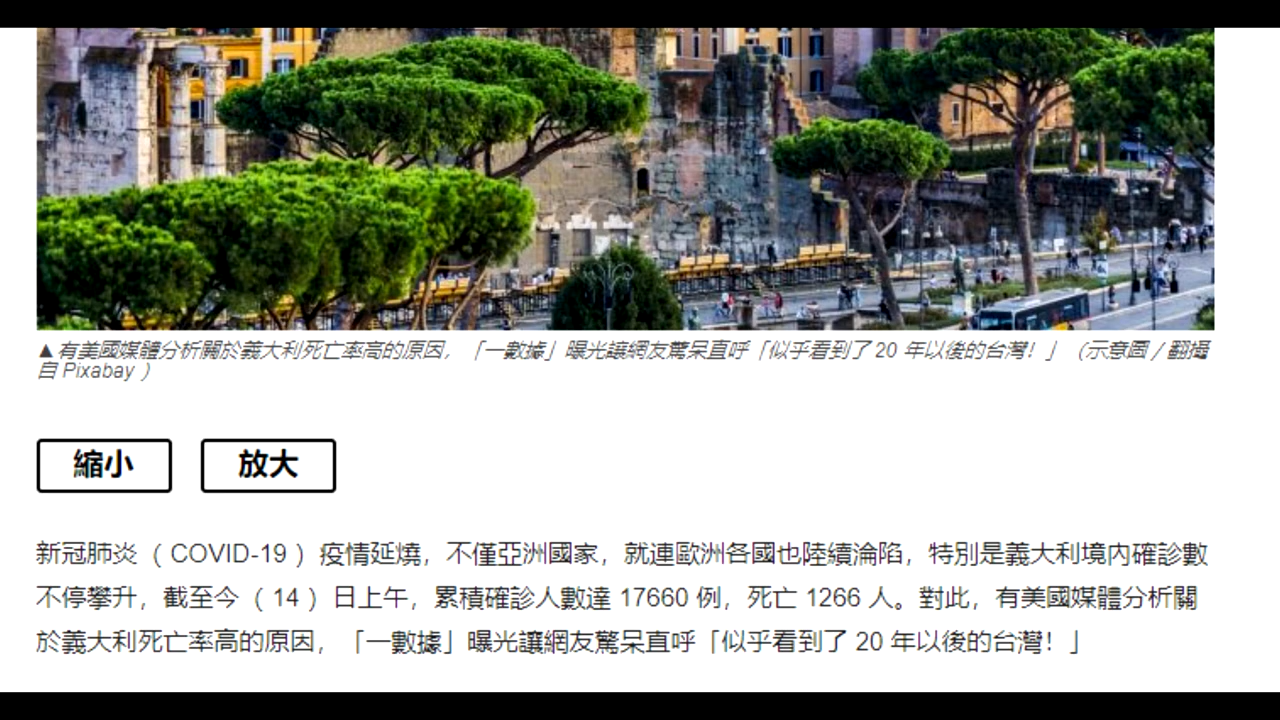 ▲有美國媒體分析關於義大利死亡率高的原因，「一數據」曝光讓網友驚呆直呼「似乎看到了 20 年以後的台灣！」（示意圖 / 翻攝
自 Pixabay ）
縮小 放大
新冠肺炎 （ COVID-19 ） 疫情延燒，不僅亞洲國家，就連歐洲各國也陸續淪陷，特別是義大利境內確診數
不停攀升，截至今 （ 14 ） 日上午，累積確診人數達 17660 例，死亡 1266 人。對此，有美國媒體分析關
於義大利死亡率高的原因，「一數據」曝光讓網友驚呆直呼「似乎看到了 20 年以後的台灣！」